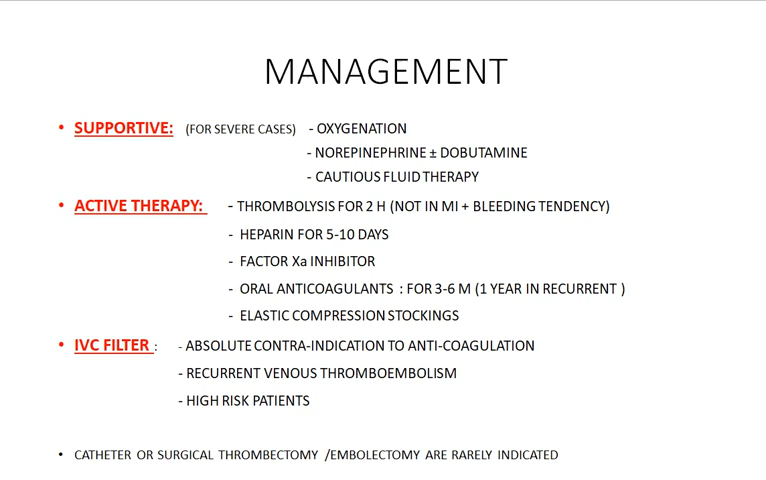 MANAGEMENT
• SUPPORTIVE: (FOR SEVERE CASES) - OXYGENATION
- NOREPINEPHRINE ± DOBUTAMINE
- CAUTIOUS FLUID THERAPY
• ACTIVE THERAPY: - THROMBOLYSIS FOR 2 H (NOT IN MI + BLEEDING TENDENCY)
- HEPARIN FOR 5-10 DAYS
- FACTOR Xa INHIBITOR
- ORAL ANTICOAGULANTS : FOR 3-6 M (1 YEAR IN RECURRENT )
- ELASTIC COMPRESSION STOCKINGS
• IVC FILTER : - ABSOLUTE CONTRA-INDICATION TO ANTI-COAGULATION
- RECURRENT VENOUS THROMBOEMBOLISM
- HIGH RISK PATIENTS
• CATHETER OR SURGICAL THROMBECTOMY /EMBOLECTOMY ARE RARELY INDICATED